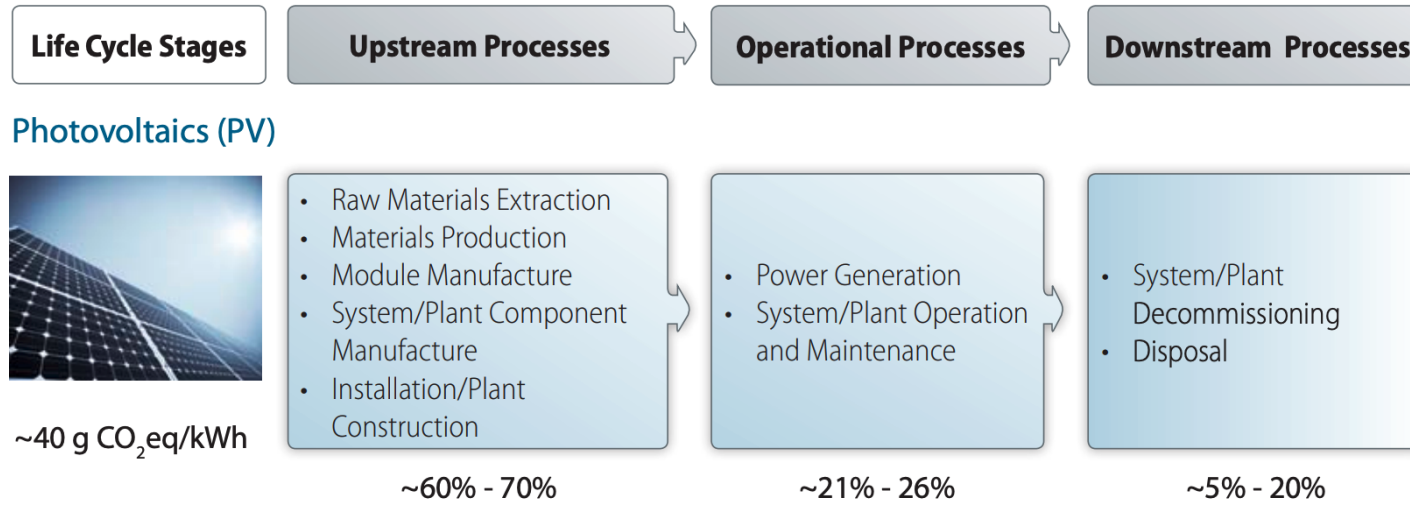 Life Cycle Stages
Upstream Processes
Operational Processes
Downstream Processes
Photovoltaics (PV)
~40 g CO₂eq/kWh
• Raw Materials Extraction
• Materials Production
• Module Manufacture
• System/Plant Component
Manufacture
• Installation/Plant
Construction
~60% - 70%
• Power Generation
• System/Plant Operation
and Maintenance
~21% - 26%
• System/Plant
Decommissioning
• Disposal
~5% - 20%